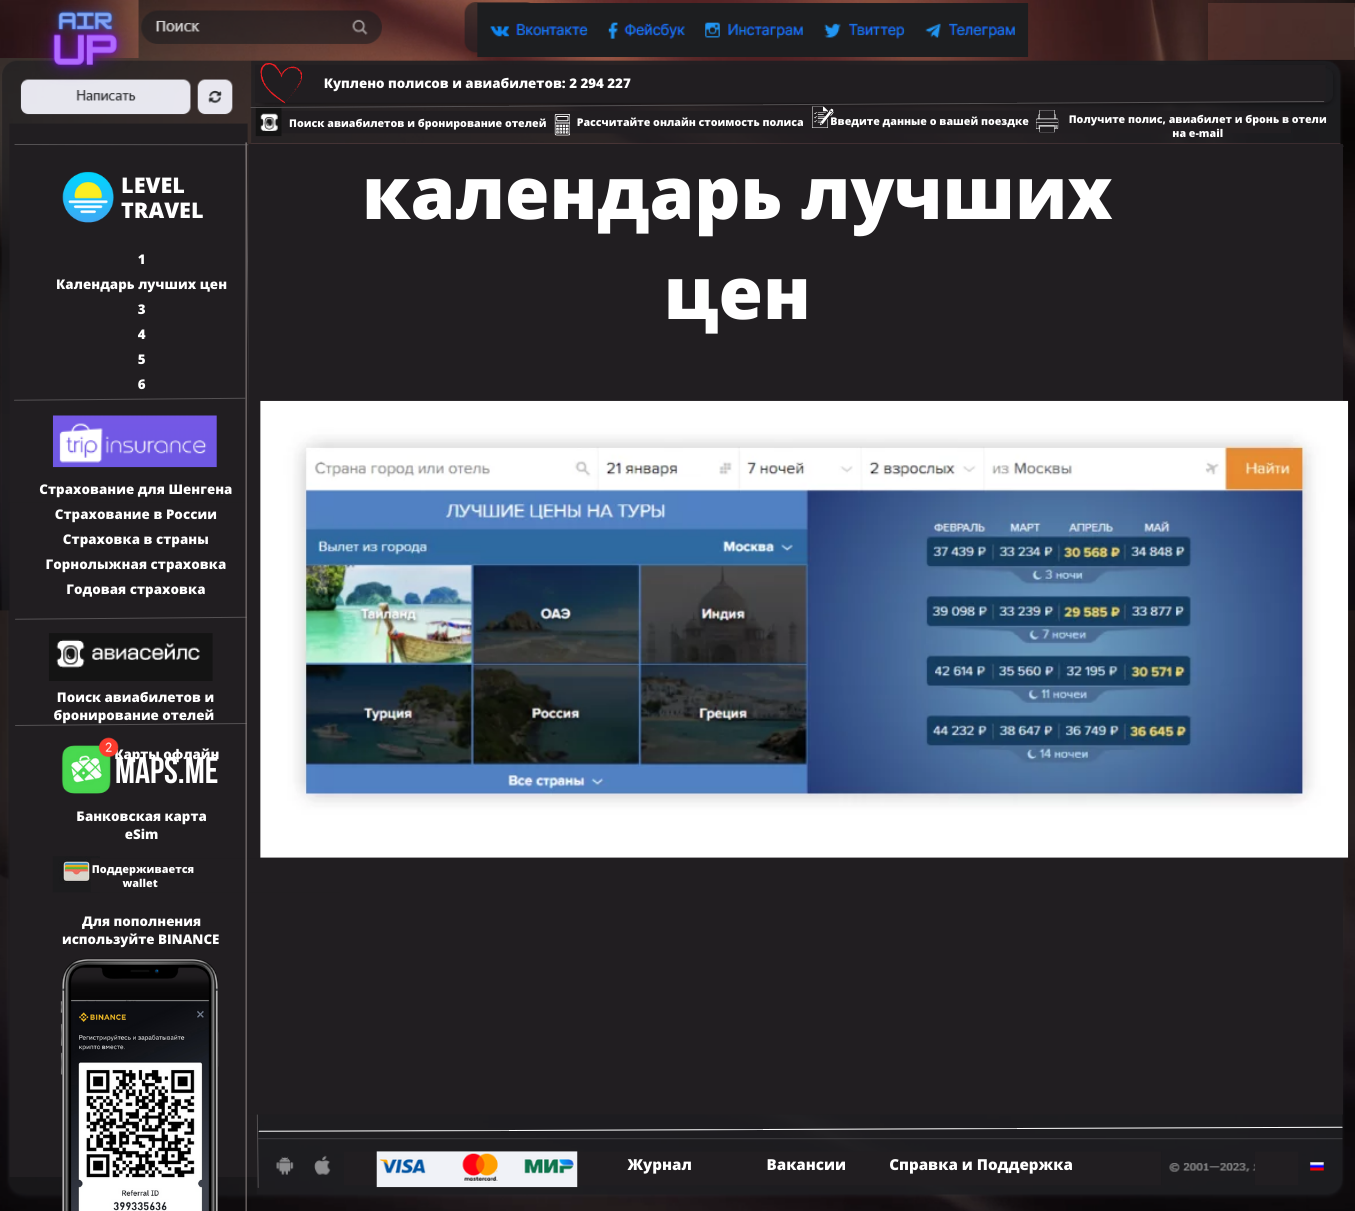 AIR
UP
Поиск
Вконтакте
Фейсбук
Инстаграм
Твиттер
Телеграм
Написать
Куплено полисов и авиабилетов: 2 294 227
Поиск авиабилетов и бронирование отелей
Рассчитайте онлайн стоимость полиса
Введите данные о вашей поездке
Получите полис, авиабилет и бронь в отели
на e-mail
LEVEL
TRAVEL
1
Календарь лучших цен
3
4
5
6
trip insurance
Страхование для Шенгена
Страхование в России
Страховка в страны
Горнолыжная страховка
Годовая страховка
авиасейлс
Поиск авиабилетов и
бронирование отелей
2
Карты офлайн
MAPS.ME
Банковская карта
eSim
Поддерживается
wallet
Для пополнения
используйте BINANCE
BINANCE
Регистрируйтесь и зарабатывайте
крипто вместе.
Referral ID
399335636
календарь лучших
цен
Страна город или отель
21 января
7 ночей
2 взрослых
из Москвы
Найти
ЛУЧШИЕ ЦЕНЫ НА ТУРЫ
Вылет из города
Москва
Таиланд
ОАЭ
Индия
Турция
Россия
Греция
Все страны
ФЕВРАЛЬ МАРТ АПРЕЛЬ МАЙ
37 439 ₽ 33 234 ₽ 30 568 ₽ 34 848 ₽
3 ночи
39 098 ₽ 33 239 ₽ 29 585 ₽ 33 877 ₽
7 ночей
42 614 ₽ 35 560 ₽ 32 195 ₽ 30 571 ₽
11 ночей
44 232 ₽ 38 647 ₽ 36 749 ₽ 36 645 ₽
14 ночей
VISA
mastercard.
МИР
Журнал
Вакансии
Справка и Поддержка
© 2001—2023,